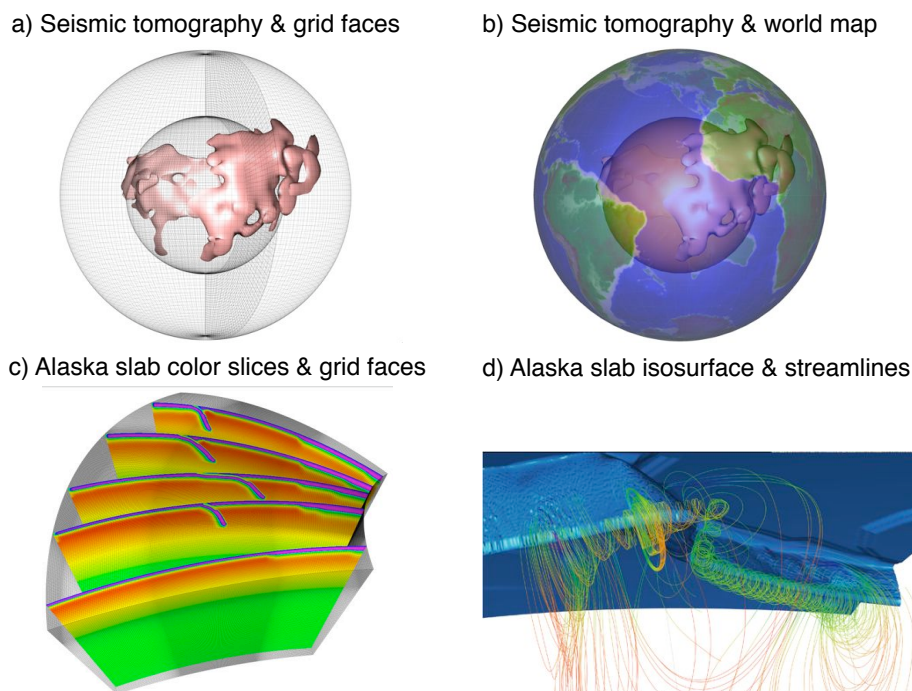 a) Seismic tomography & grid faces
b) Seismic tomography & world map
c) Alaska slab color slices & grid faces
d) Alaska slab isosurface & streamlines